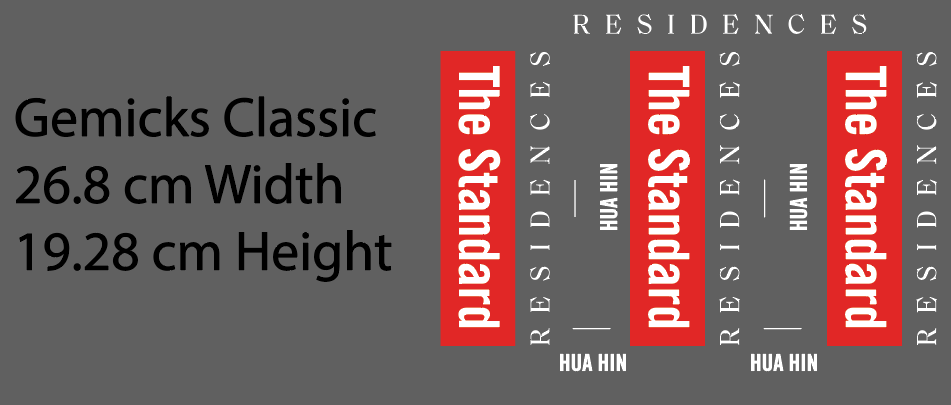 RESIDENCES
Gemicks Classic
26.8 cm Width
19.28 cm Height
The Standard
RESIDENCES
HUA HIN
HUA HIN
The Standard
RESIDENCES
HUA HIN
HUA HIN
The Standard
RESIDENCES